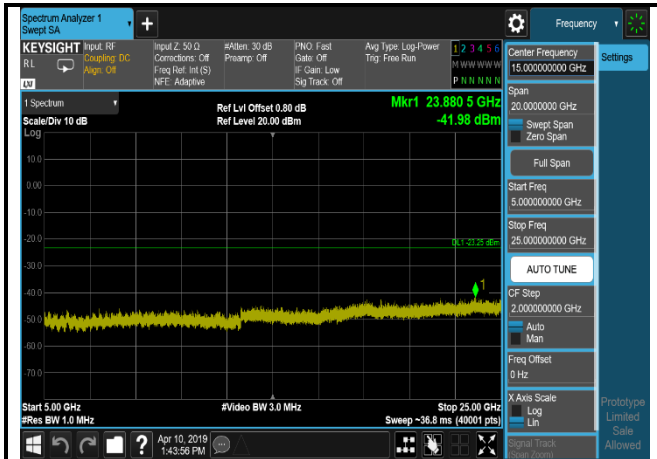 Spectrum Analyzer 1
Swept SA
+
Frequency
KEYSIGHT
RL
LXI
Input: RF
Coupling: DC
Align: Off
Input Z: 50 Ω
Corrections: Off
Freq Ref: Int (S)
NFE: Adaptive
#Atten: 30 dB
Preamp: Off
PNO: Fast
Gate: Off
IF Gain: Low
Sig Track: Off
Avg Type: Log-Power
Trig: Free Run
1 2 3 4 5 6
M W W W W W
P N N N N N
1 Spectrum
Scale/Div 10 dB
Log
Ref Lvl Offset 0.80 dB
Ref Level 20.00 dBm
Mkr1 23.880 5 GHz
-41.98 dBm
10.0
0.00
-10.0
-20.0
DL1 -23.25 dBm
-30.0
-40.0
1
-50.0
-60.0
-70.0
Start 5.00 GHz
#Res BW 1.0 MHz
#Video BW 3.0 MHz
Stop 25.00 GHz
Sweep ~36.8 ms (40001 pts)
?
Apr 10, 2019
1:43:56 PM
Center Frequency
15.000000000 GHz
Settings
Span
20.0000000 GHz
Swept Span
Zero Span
Full Span
Start Freq
5.000000000 GHz
Stop Freq
25.000000000 GHz
AUTO TUNE
CF Step
2.000000000 GHz
Auto
Man
Freq Offset
0 Hz
X Axis Scale
Log
Lin
Signal Track
(Span Zoom)
Prototype
Limited
Sale
Allowed